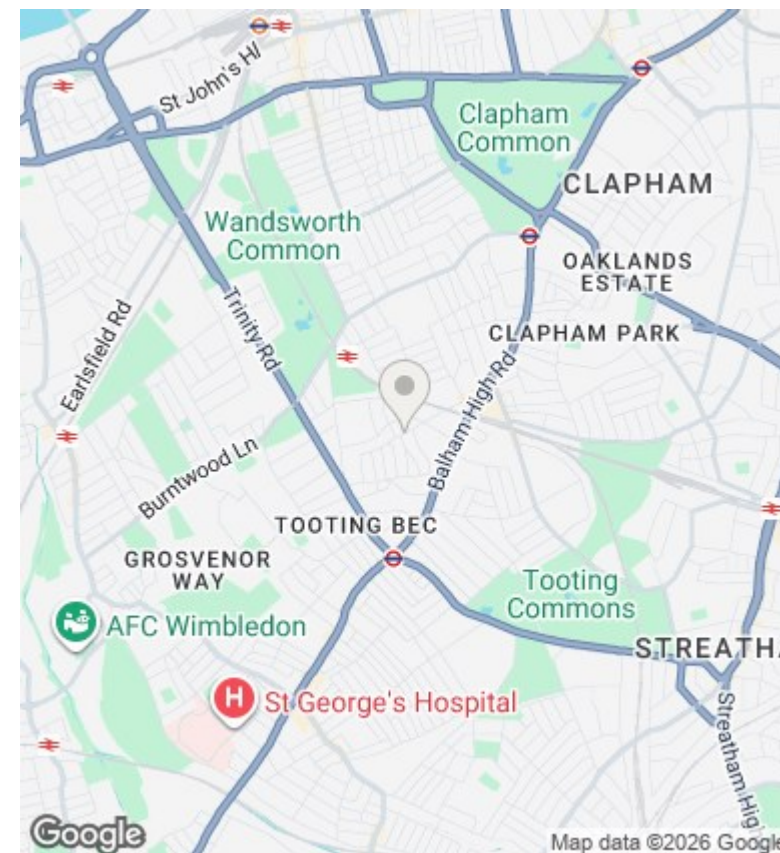 St John's Hl
Clapham
Common
CLAPHAM
Wandsworth
Common
OAKLANDS
ESTATE
CLAPHAM PARK
Trinity Rd
Earlsfield Rd
Balham High Rd
Burntwood Ln
TOOTING BEC
GROSVENOR
WAY
Tooting
Commons
AFC Wimbledon
STREATHA
H St George's Hospital
Streatham Hig
Google
Map data ©2026 Google